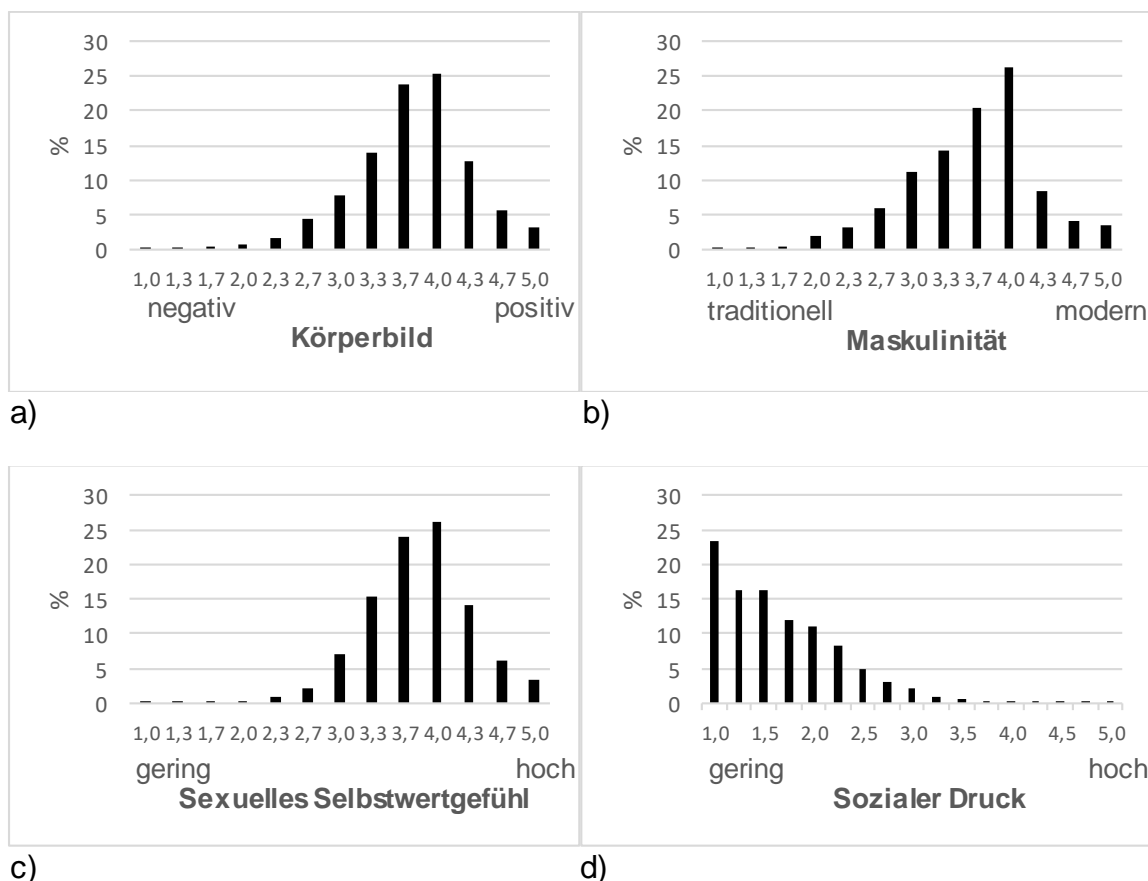 30
25
20
15
10
5
0
%
1,0 1,3 1,7 2,0 2,3 2,7 3,0 3,3 3,7 4,0 4,3 4,7 5,0
negativ positiv
Körperbild
a)
30
25
20
15
10
5
0
%
1,0 1,3 1,7 2,0 2,3 2,7 3,0 3,3 3,7 4,0 4,3 4,7 5,0
traditionell modern
Maskulinität
b)
30
25
20
15
10
5
0
%
1,0 1,3 1,7 2,0 2,3 2,7 3,0 3,3 3,7 4,0 4,3 4,7 5,0
gering hoch
Sexuelles Selbstwertgefühl
c)
30
25
20
15
10
5
0
%
1,0 1,5 2,0 2,5 3,0 3,5 4,0 4,5 5,0
gering hoch
Sozialer Druck
d)